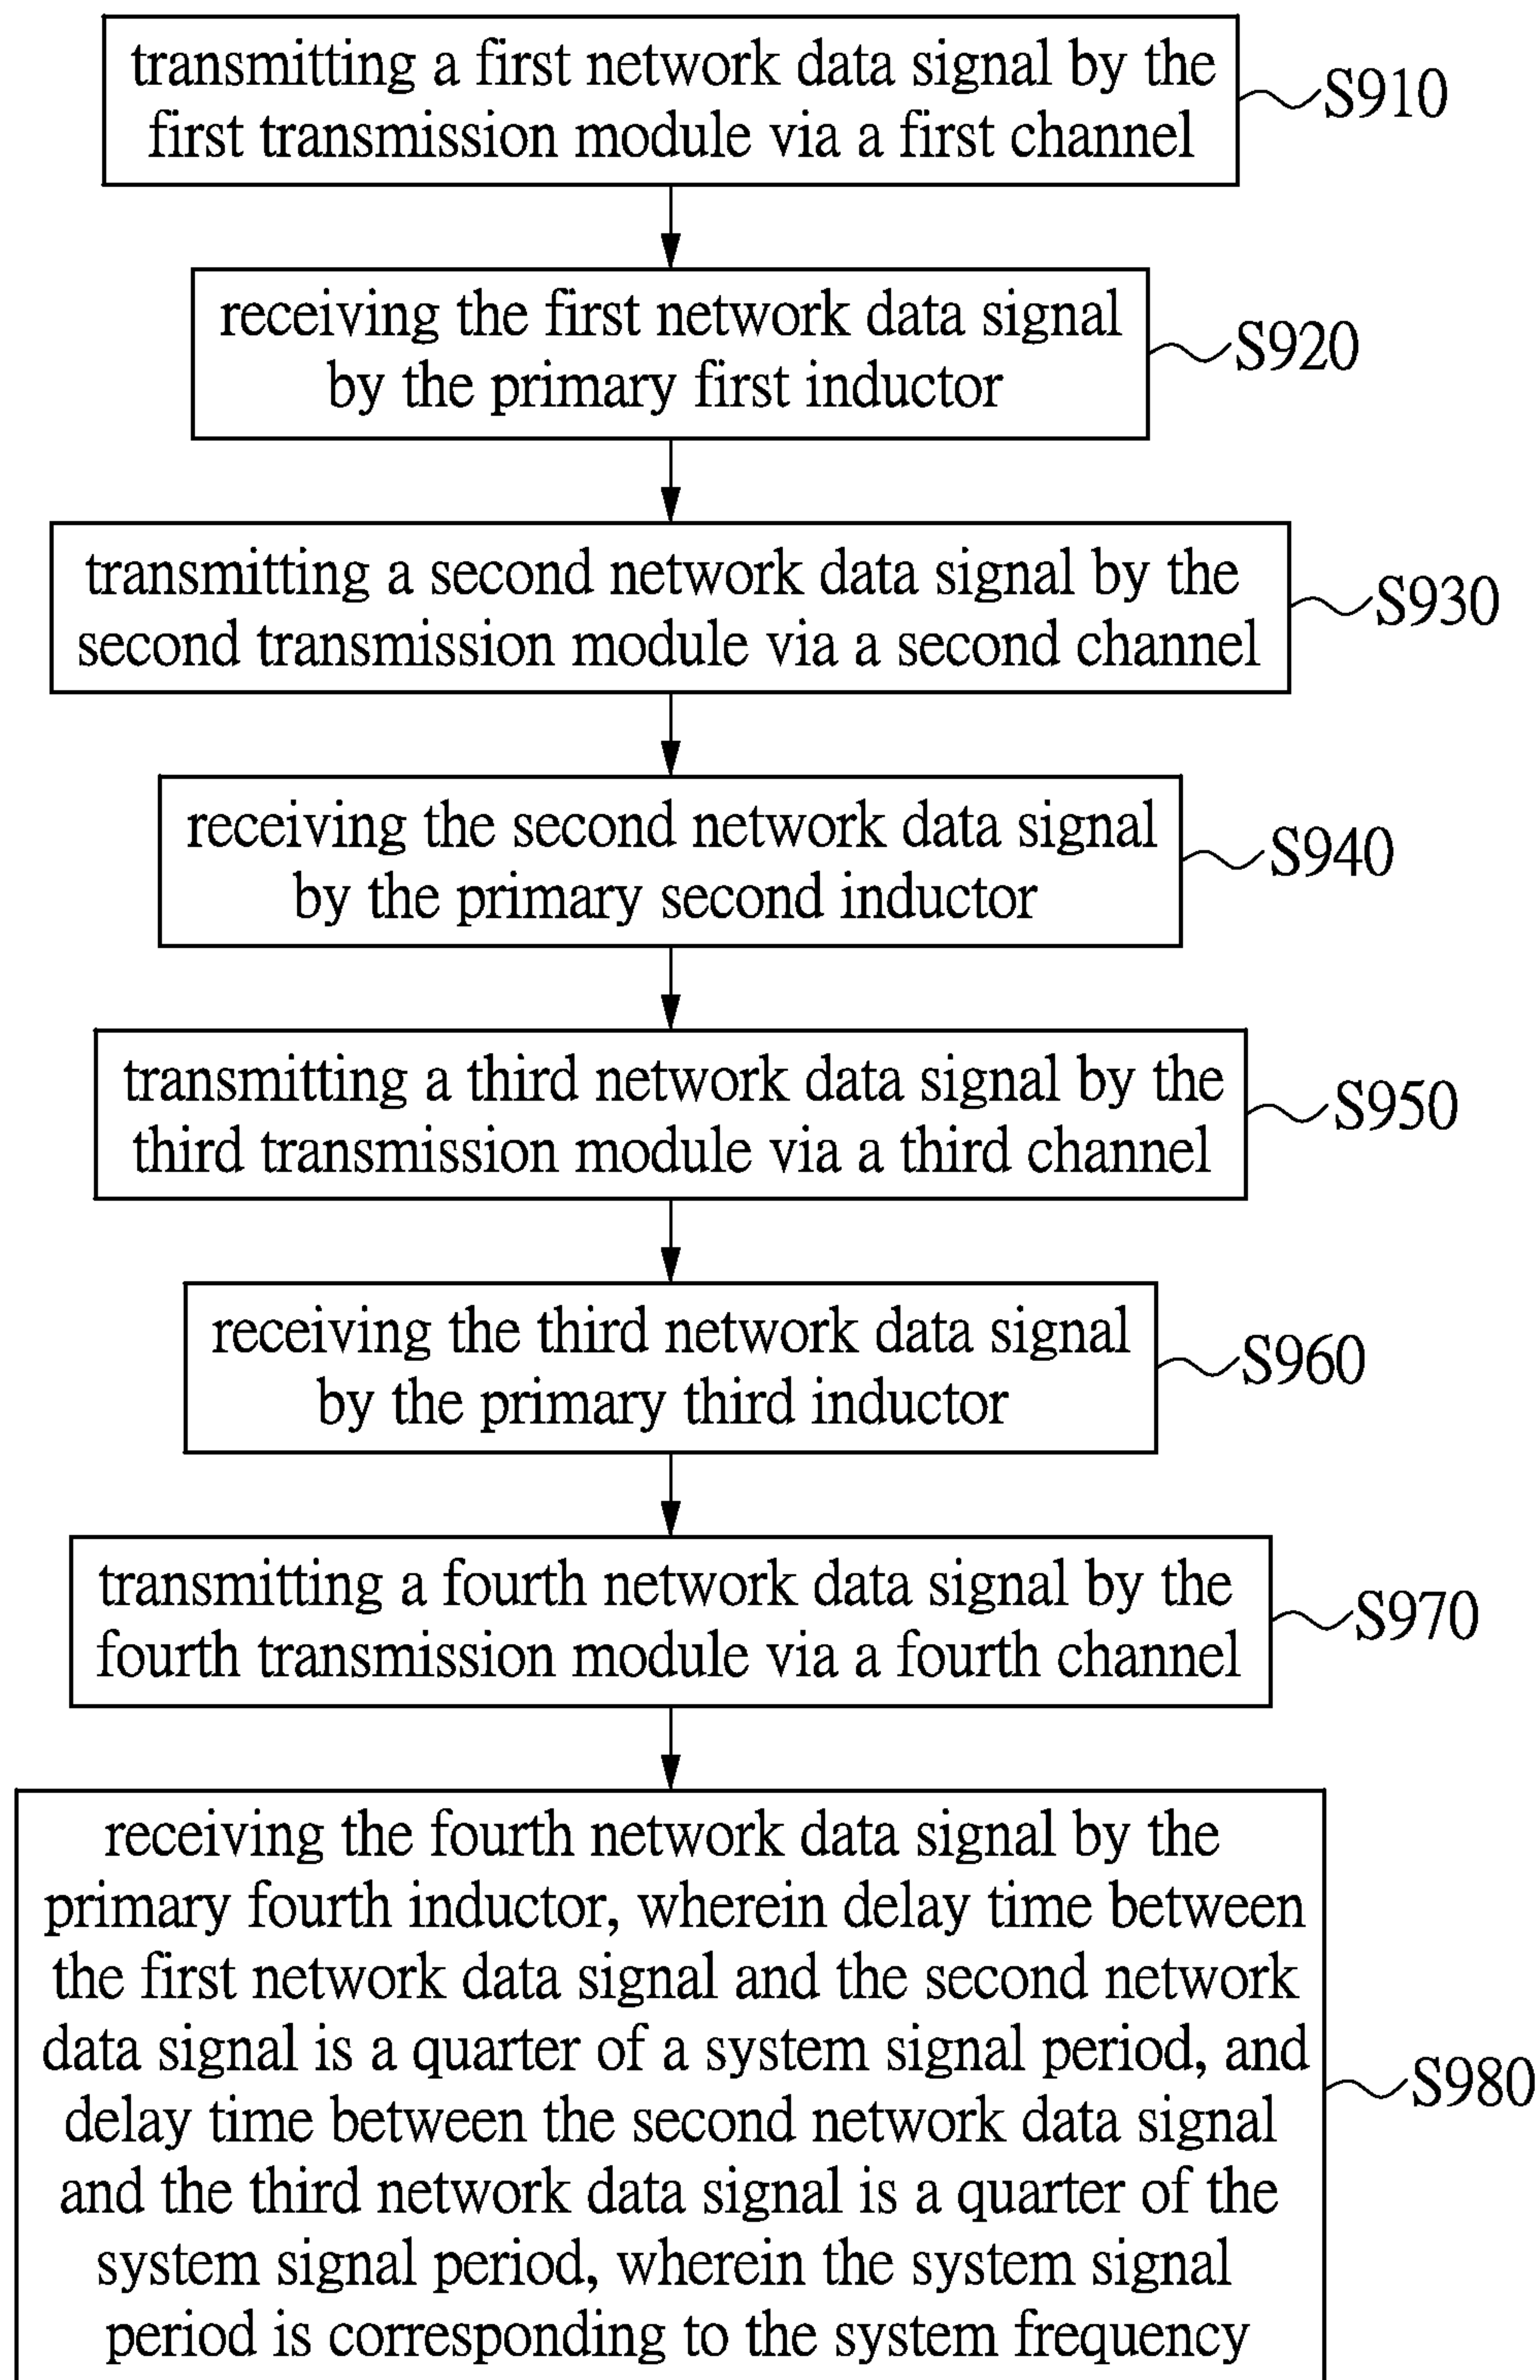 transmitting a first network data signal by the
first transmission module via a first channel
S910
receiving the first network data signal
by the primary first inductor
S920
transmitting a second network data signal by the
second transmission module via a second channel
S930
receiving the second network data signal
by the primary second inductor
S940
transmitting a third network data signal by the
third transmission module via a third channel
S950
receiving the third network data signal
by the primary third inductor
S960
transmitting a fourth network data signal by the
fourth transmission module via a fourth channel
S970
receiving the fourth network data signal by the
primary fourth inductor, wherein delay time between
the first network data signal and the second network
data signal is a quarter of a system signal period, and
delay time between the second network data signal
and the third network data signal is a quarter of the
system signal period, wherein the system signal
period is corresponding to the system frequency
S980